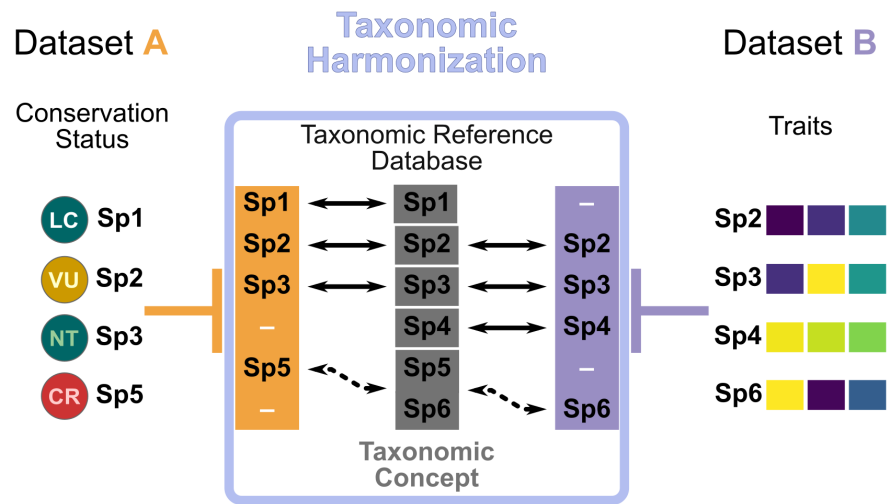 Dataset A
Taxonomic
Harmonization
Dataset B
Conservation
Status
LC Sp1
VU Sp2
NT Sp3
CR Sp5
Taxonomic Reference
Database
Sp1 Sp1 –
Sp2 Sp2 Sp2
Sp3 Sp3 Sp3
– Sp4 Sp4
Sp5 Sp5 –
– Sp6 Sp6
Taxonomic
Concept
Traits
Sp2
Sp3
Sp4
Sp6